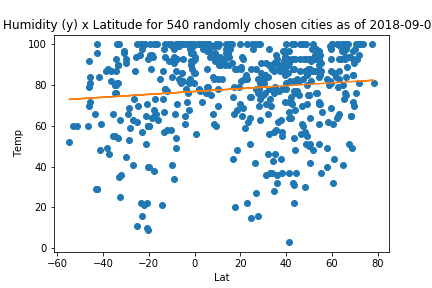 Humidity (y) x Latitude for 540 randomly chosen cities as of 2018-09-0
100
80
60
40
20
0
Temp
−60 −40 −20 0 20 40 60 80
Lat